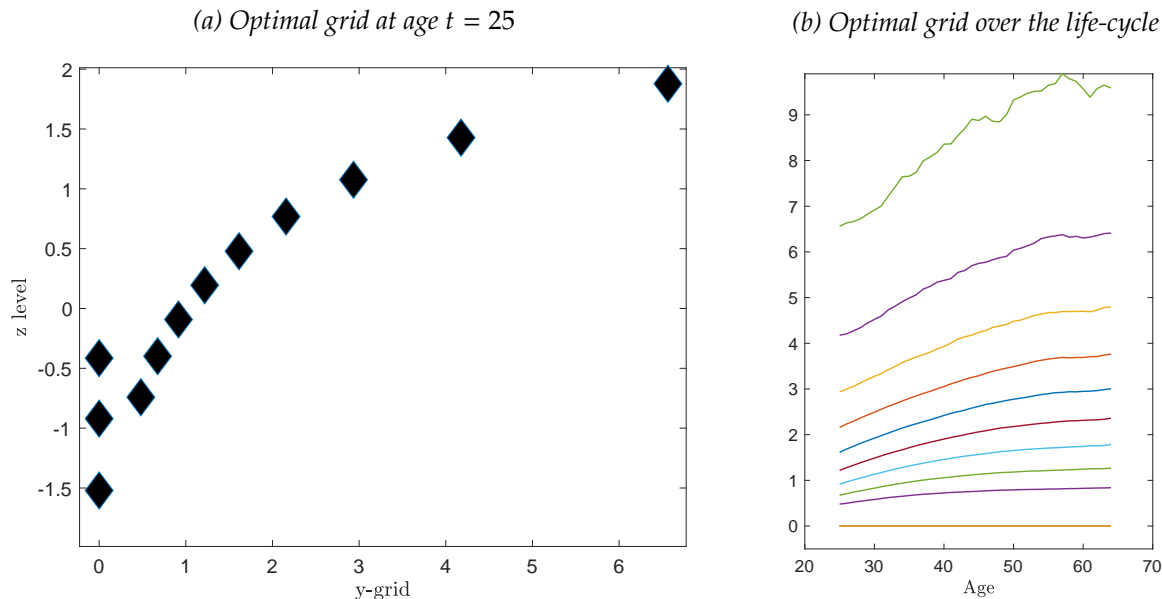 (a) Optimal grid at age t = 25
2
1.5
1
0.5
0
-0.5
-1
-1.5
z level
0 1 2 3 4 5 6
y-grid
(b) Optimal grid over the life-cycle
9
8
7
6
5
4
3
2
1
0
20 30 40 50 60 70
Age